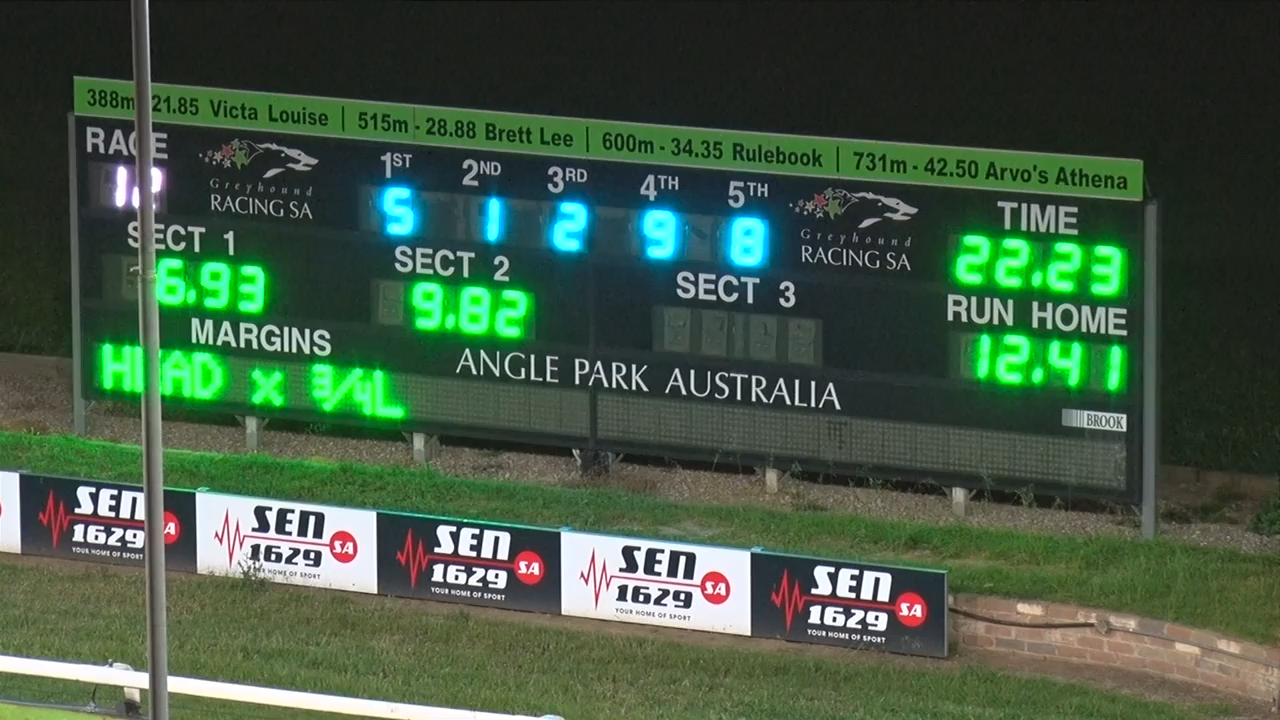 388m 21.85 Victa Louise | 515m - 28.88 Brett Lee | 600m - 34.35 Rulebook | 731m - 42.50 Arvo's Athena
RACE
12
Greyhound
RACING SA
1ST 2ND 3RD 4TH 5TH
5 1 2 9 8
Greyhound
RACING SA
TIME
22.23
SECT 1
6.93
SECT 2
9.82
SECT 3
RUN HOME
12.41
MARGINS
HEAD x 3/4L
ANGLE PARK AUSTRALIA
BROOK
SEN
1629 SA
YOUR HOME OF SPORT
SEN
1629 SA
YOUR HOME OF SPORT
SEN
1629 SA
YOUR HOME OF SPORT
SEN
1629 SA
YOUR HOME OF SPORT
SEN
1629 SA
YOUR HOME OF SPORT